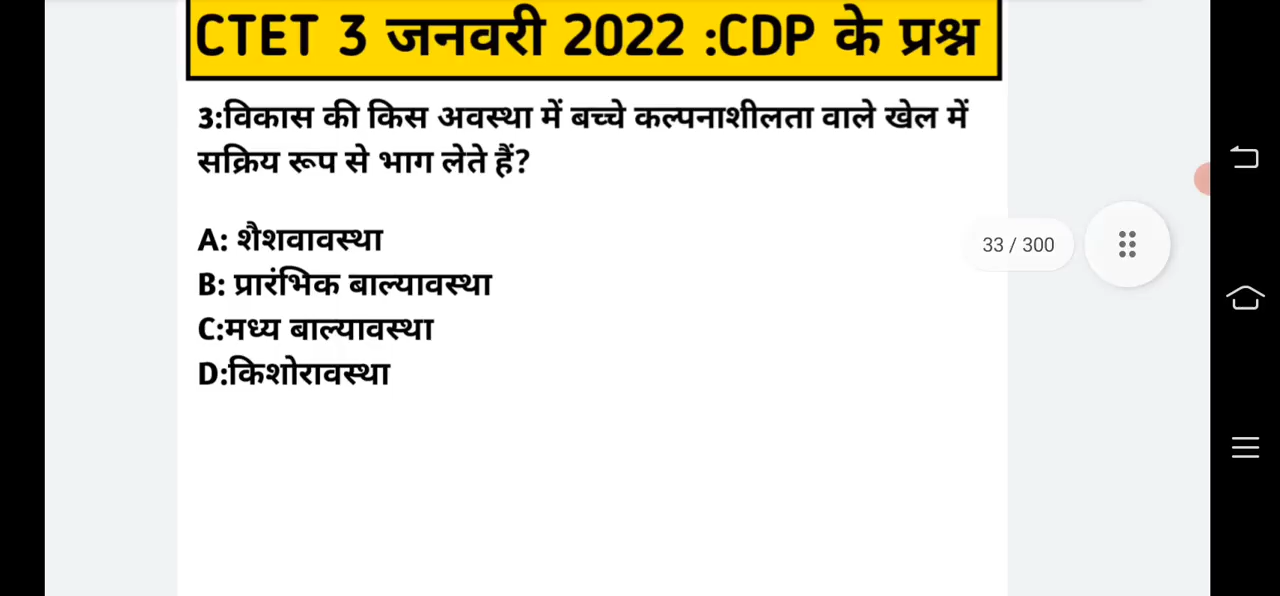 CTET 3 जनवरी 2022 :CDP के प्रश्न
3:विकास की किस अवस्था में बच्चे कल्पनाशीलता वाले खेल में
सक्रिय रूप से भाग लेते हैं?
A: शैशवावस्था
33 / 300
B: प्रारंभिक बाल्यावस्था
C:मध्य बाल्यावस्था
D:किशोरावस्था